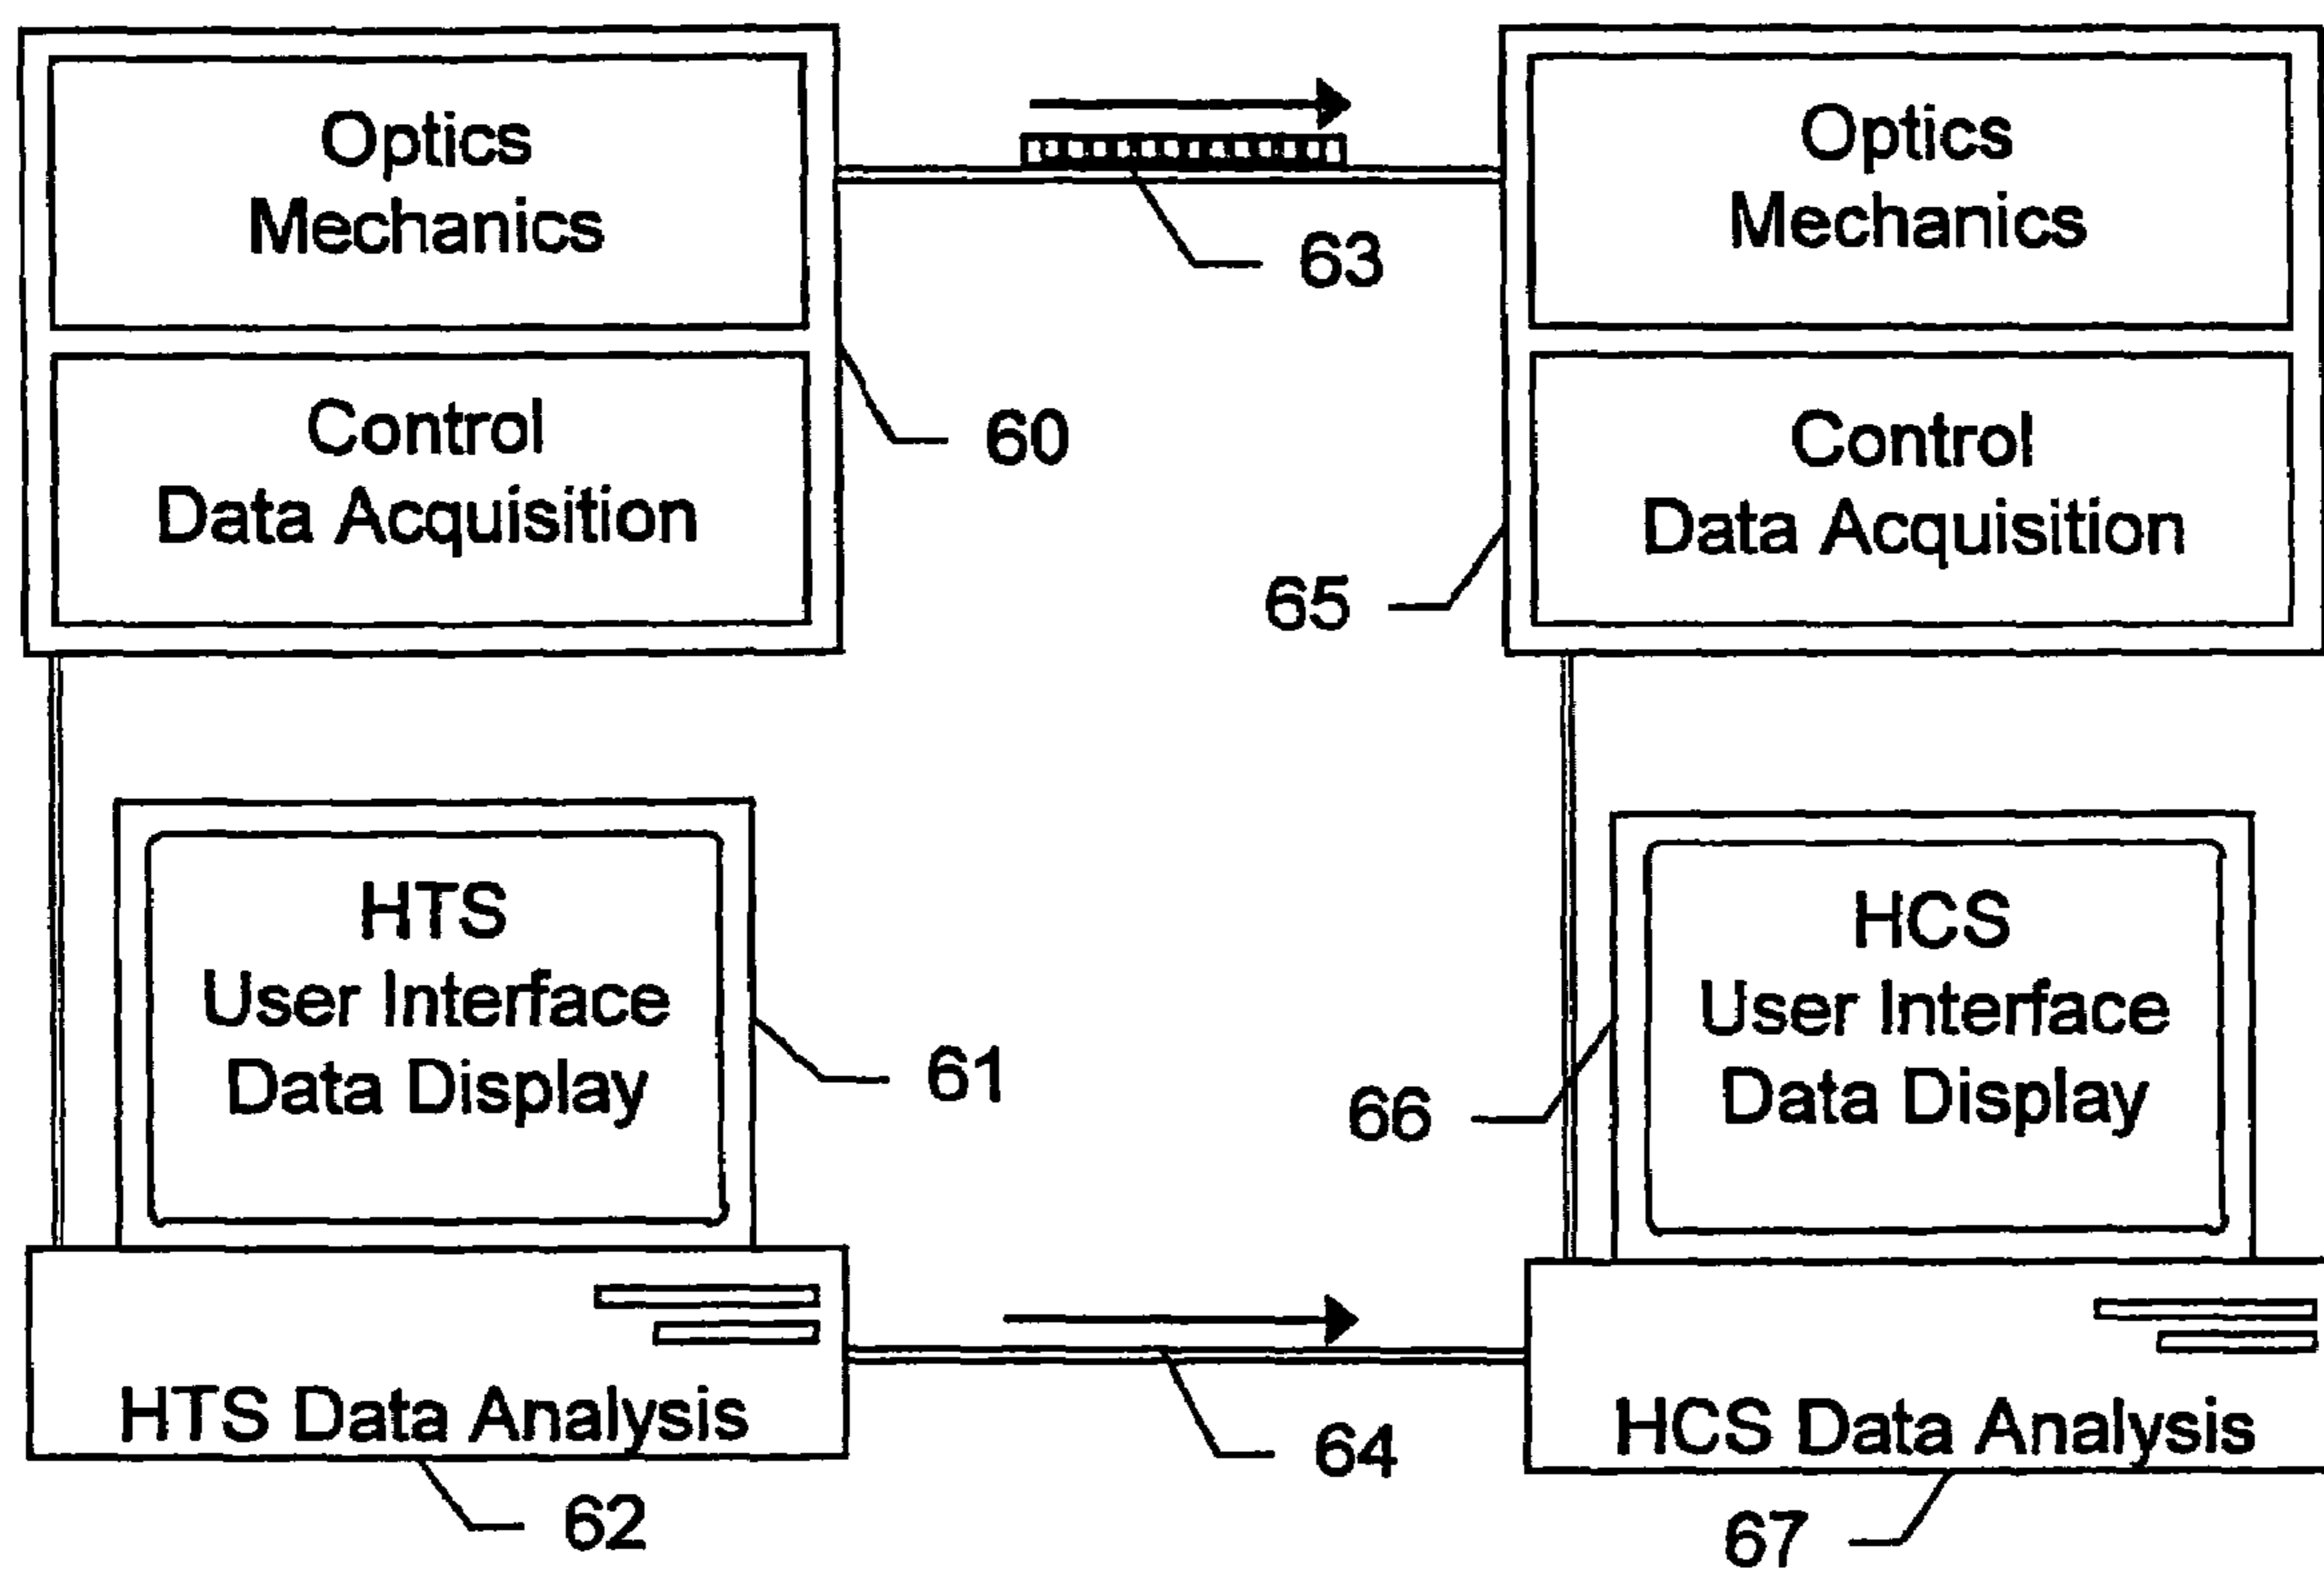 Optics
Mechanics
Control
Data Acquisition
63
60
Optics
Mechanics
Control
Data Acquisition
65
HTS
User Interface
Data Display
61
HTS Data Analysis
62
64
HCS
User Interface
Data Display
66
HCS Data Analysis
67